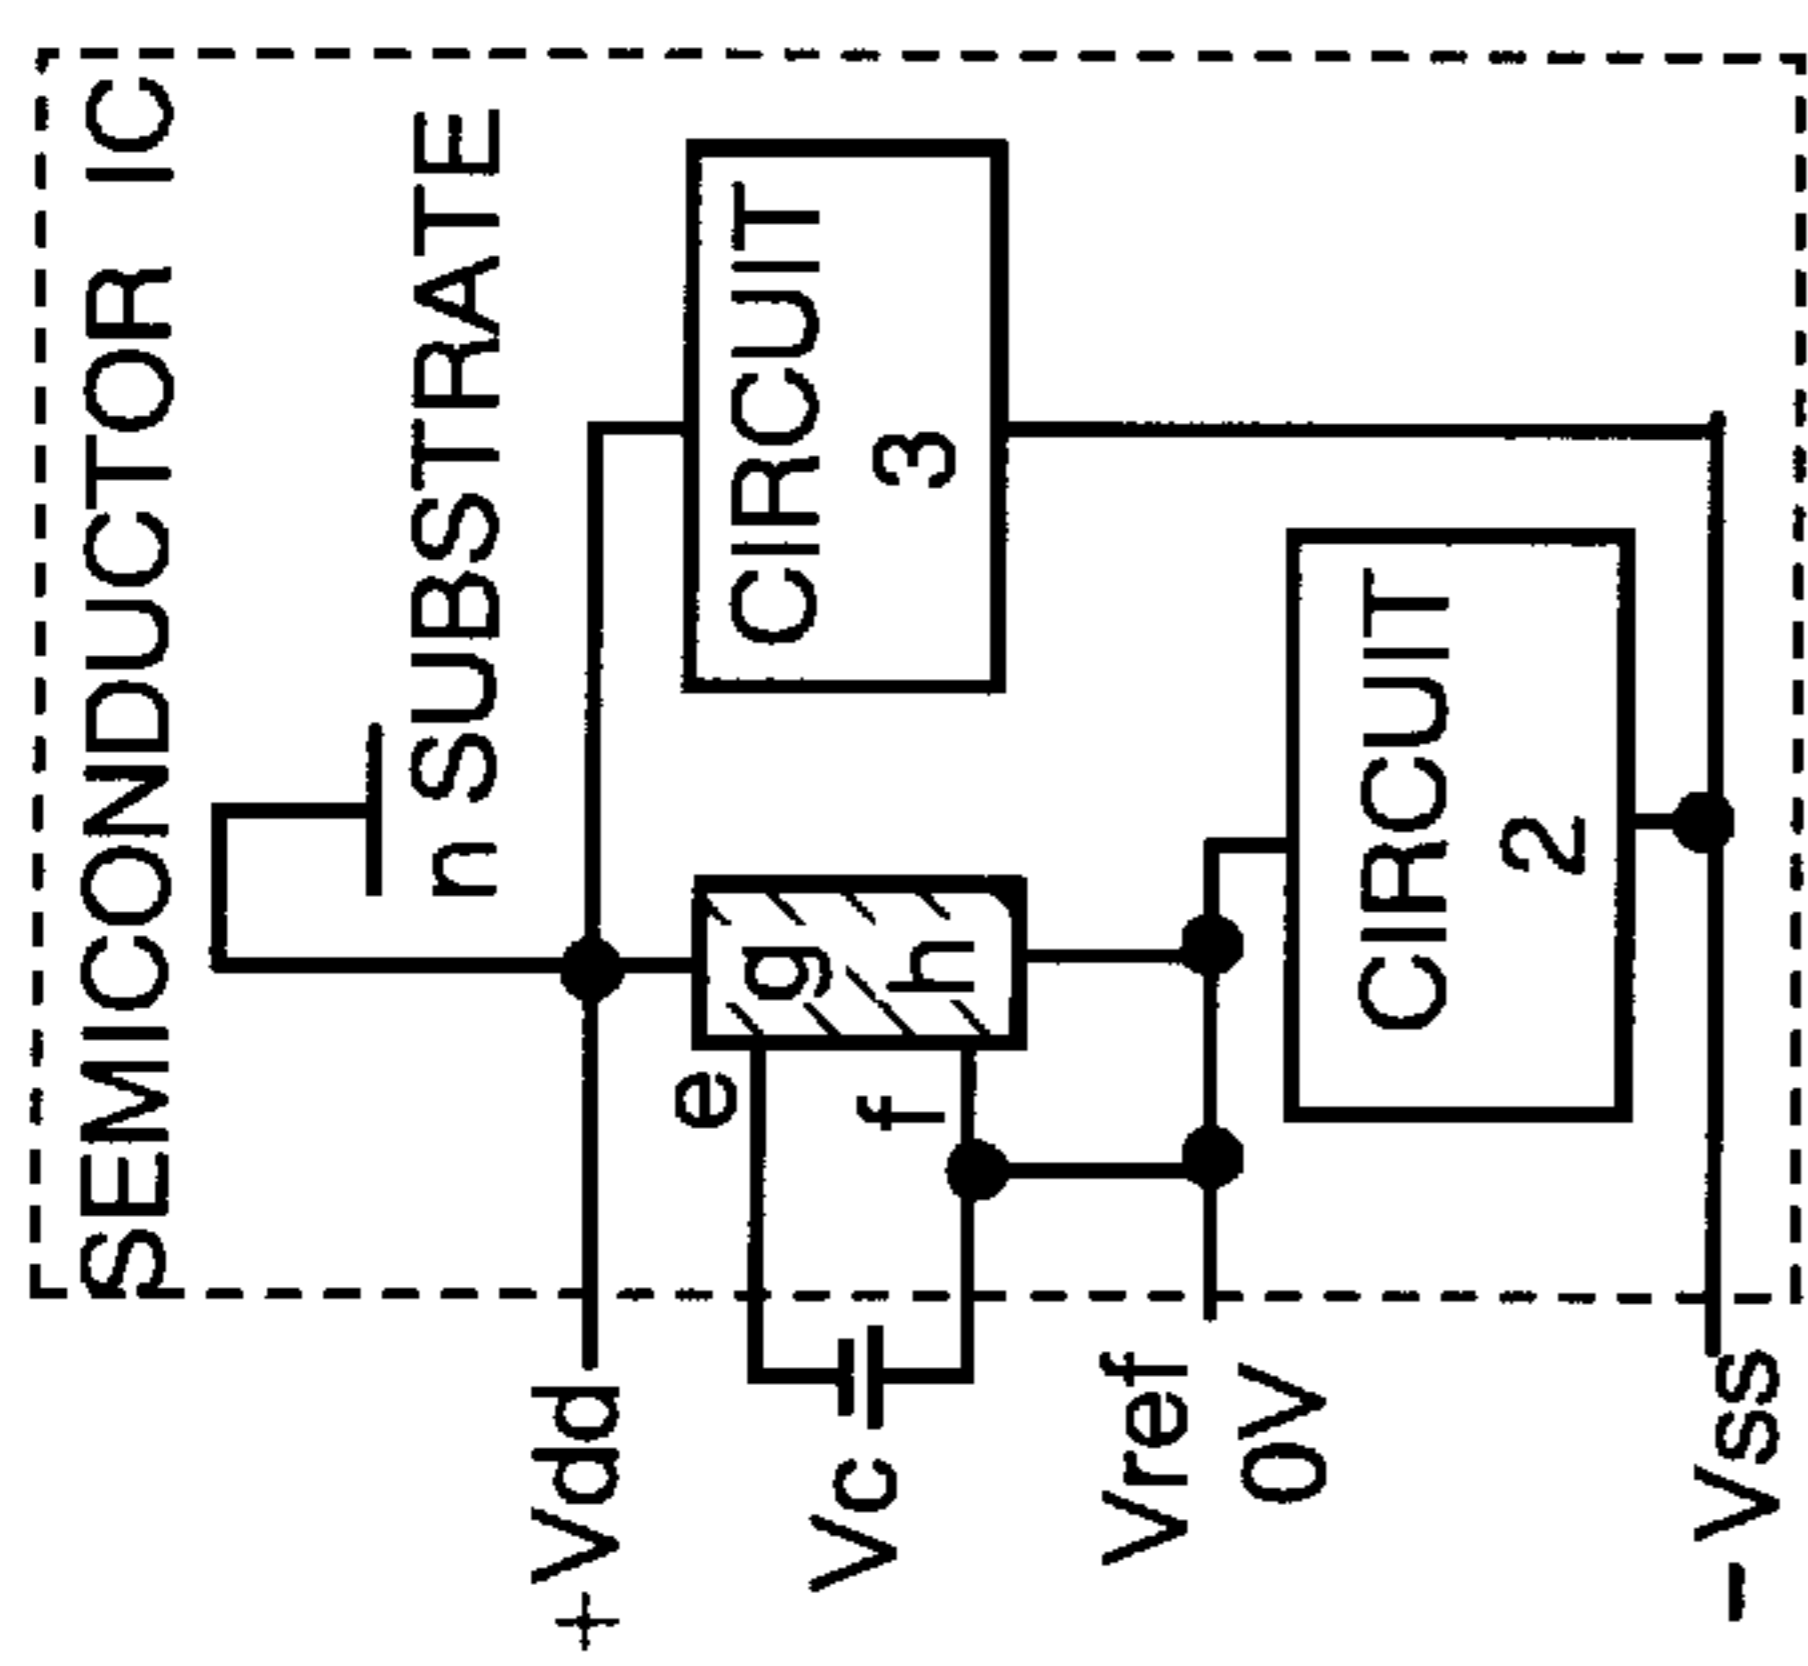 SEMICONDUCTOR IC
n SUBSTRATE
+Vdd
CIRCUIT
3
e
g
Vc
f
h
Vref
0V
CIRCUIT
2
– Vss